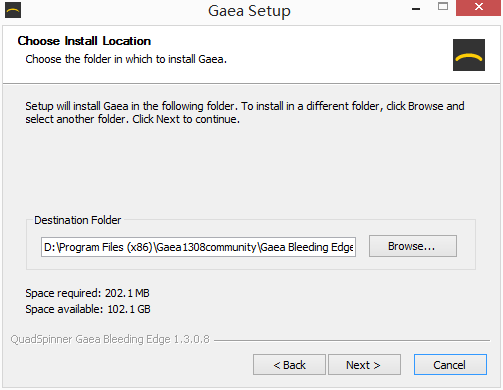 Gaea Setup
Choose Install Location
Choose the folder in which to install Gaea.
Setup will install Gaea in the following folder. To install in a different folder, click Browse and
select another folder. Click Next to continue.
Destination Folder
D:\Program Files (x86)\Gaea1308community\Gaea Bleeding Edge
Browse...
Space required: 202.1 MB
Space available: 102.1 GB
QuadSpinner Gaea Bleeding Edge 1.3.0.8
< Back
Next >
Cancel